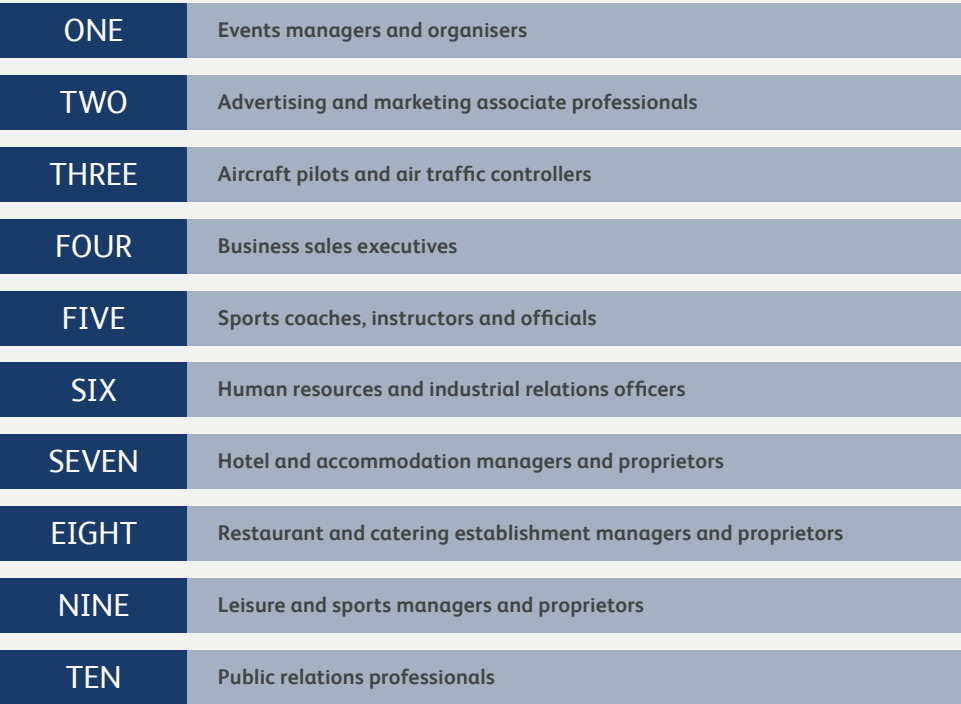 ONE Events managers and organisers
TWO Advertising and marketing associate professionals
THREE Aircraft pilots and air traffic controllers
FOUR Business sales executives
FIVE Sports coaches, instructors and officials
SIX Human resources and industrial relations officers
SEVEN Hotel and accommodation managers and proprietors
EIGHT Restaurant and catering establishment managers and proprietors
NINE Leisure and sports managers and proprietors
TEN Public relations professionals